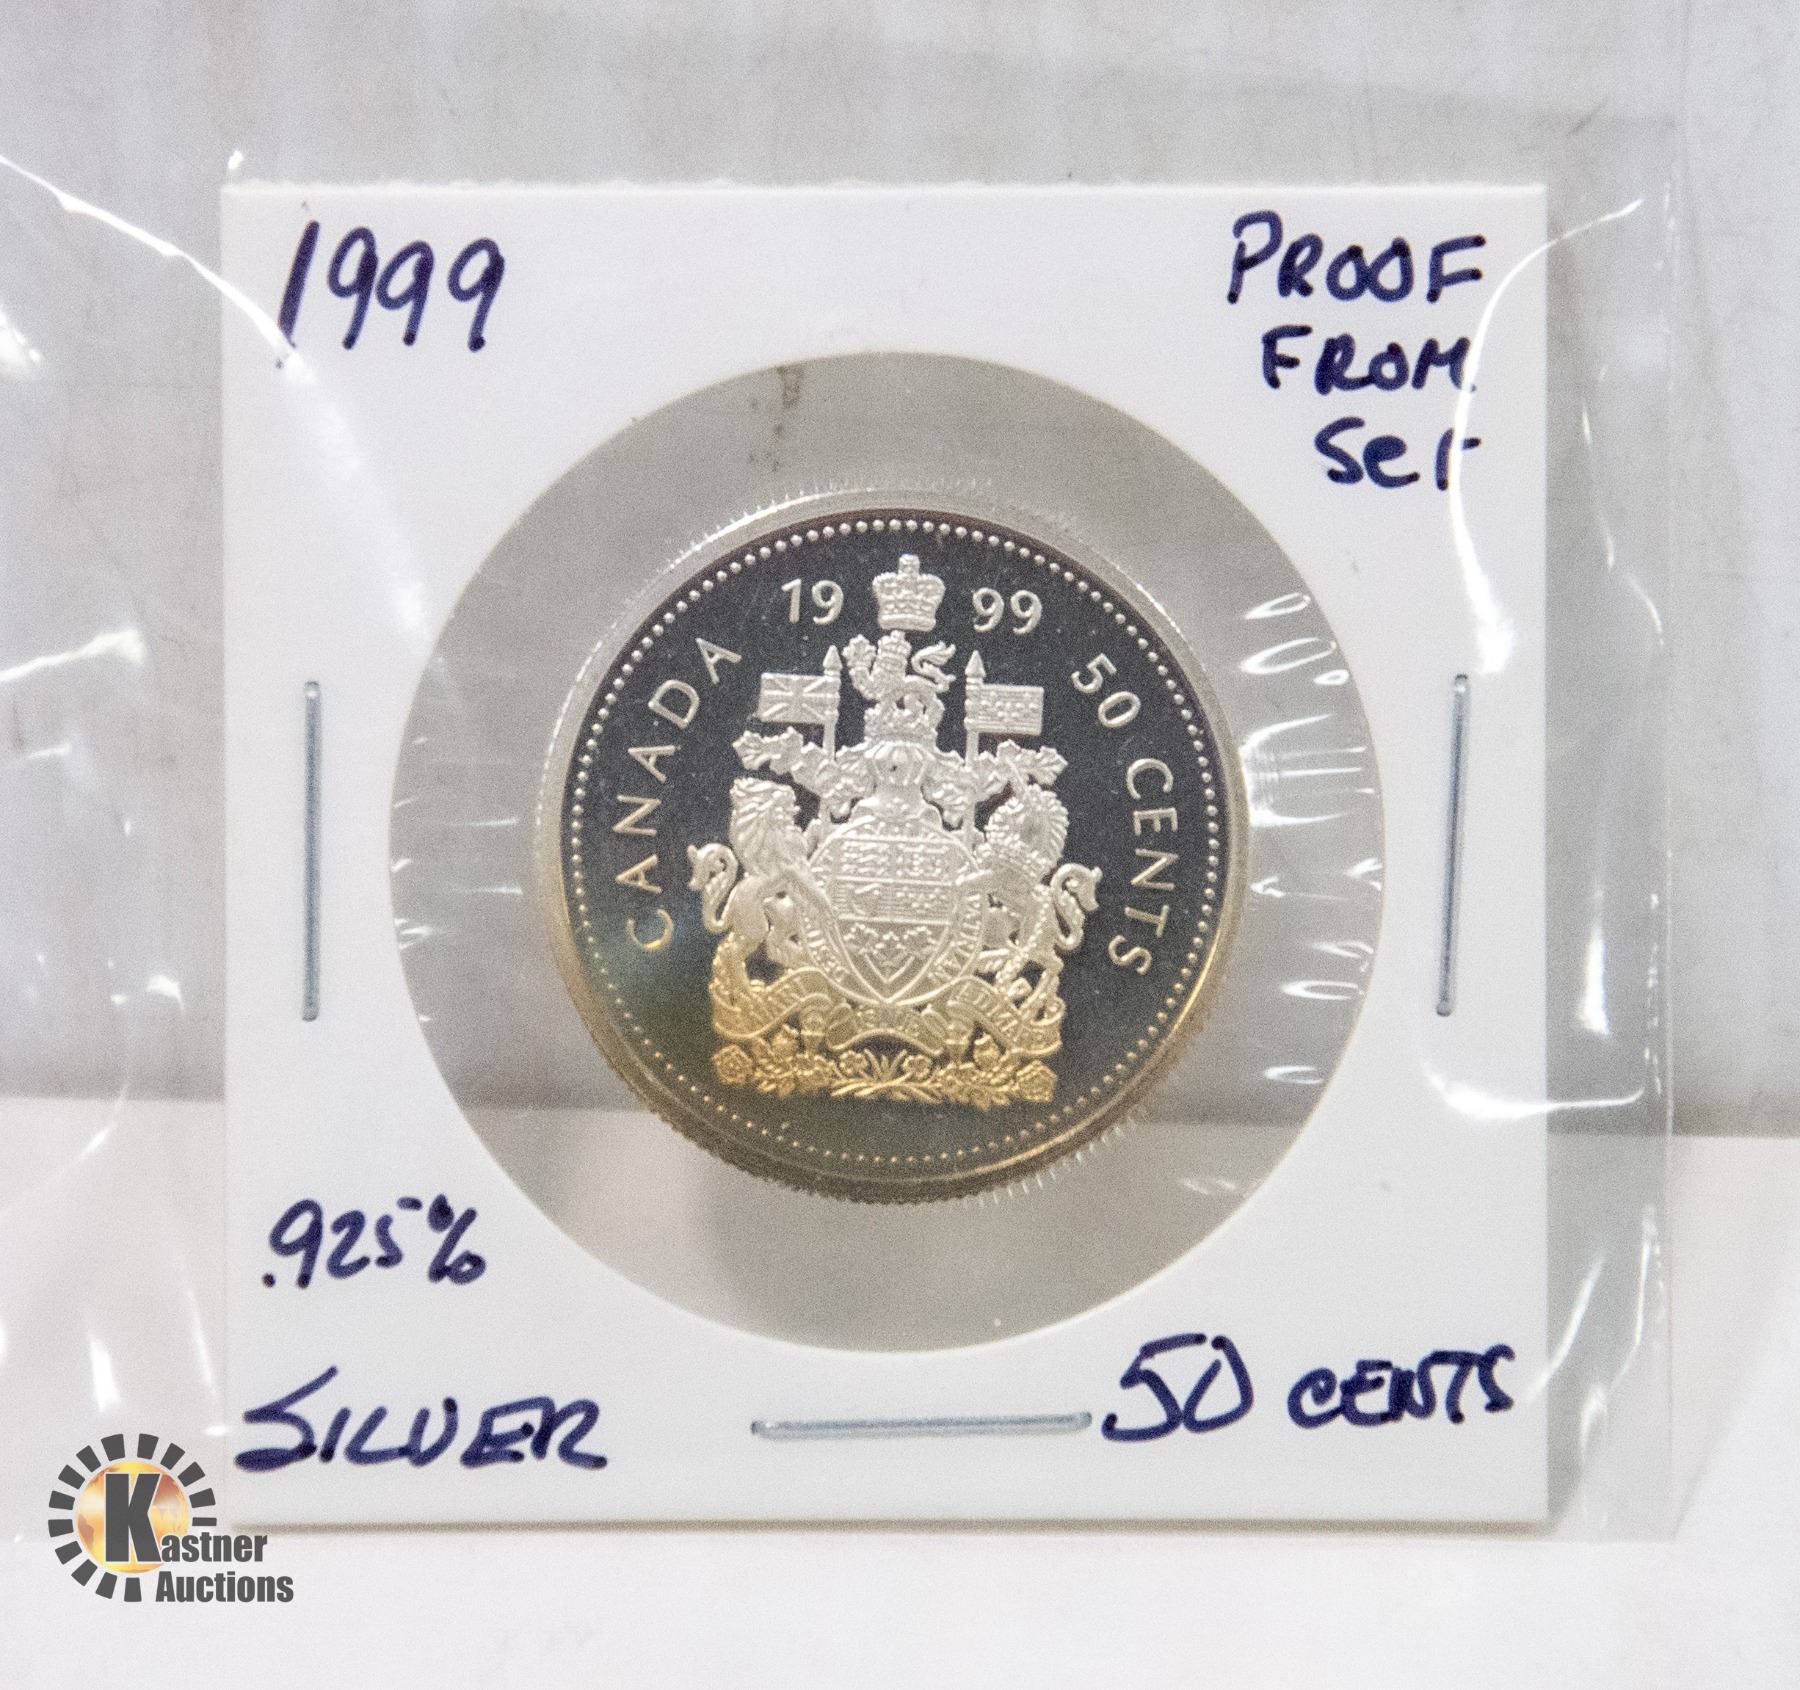 1999
PROOF
FROM
Set
19 99
CANADA
50 CENTS
.925%
SILVER
50 CENTS
Kastner
Auctions